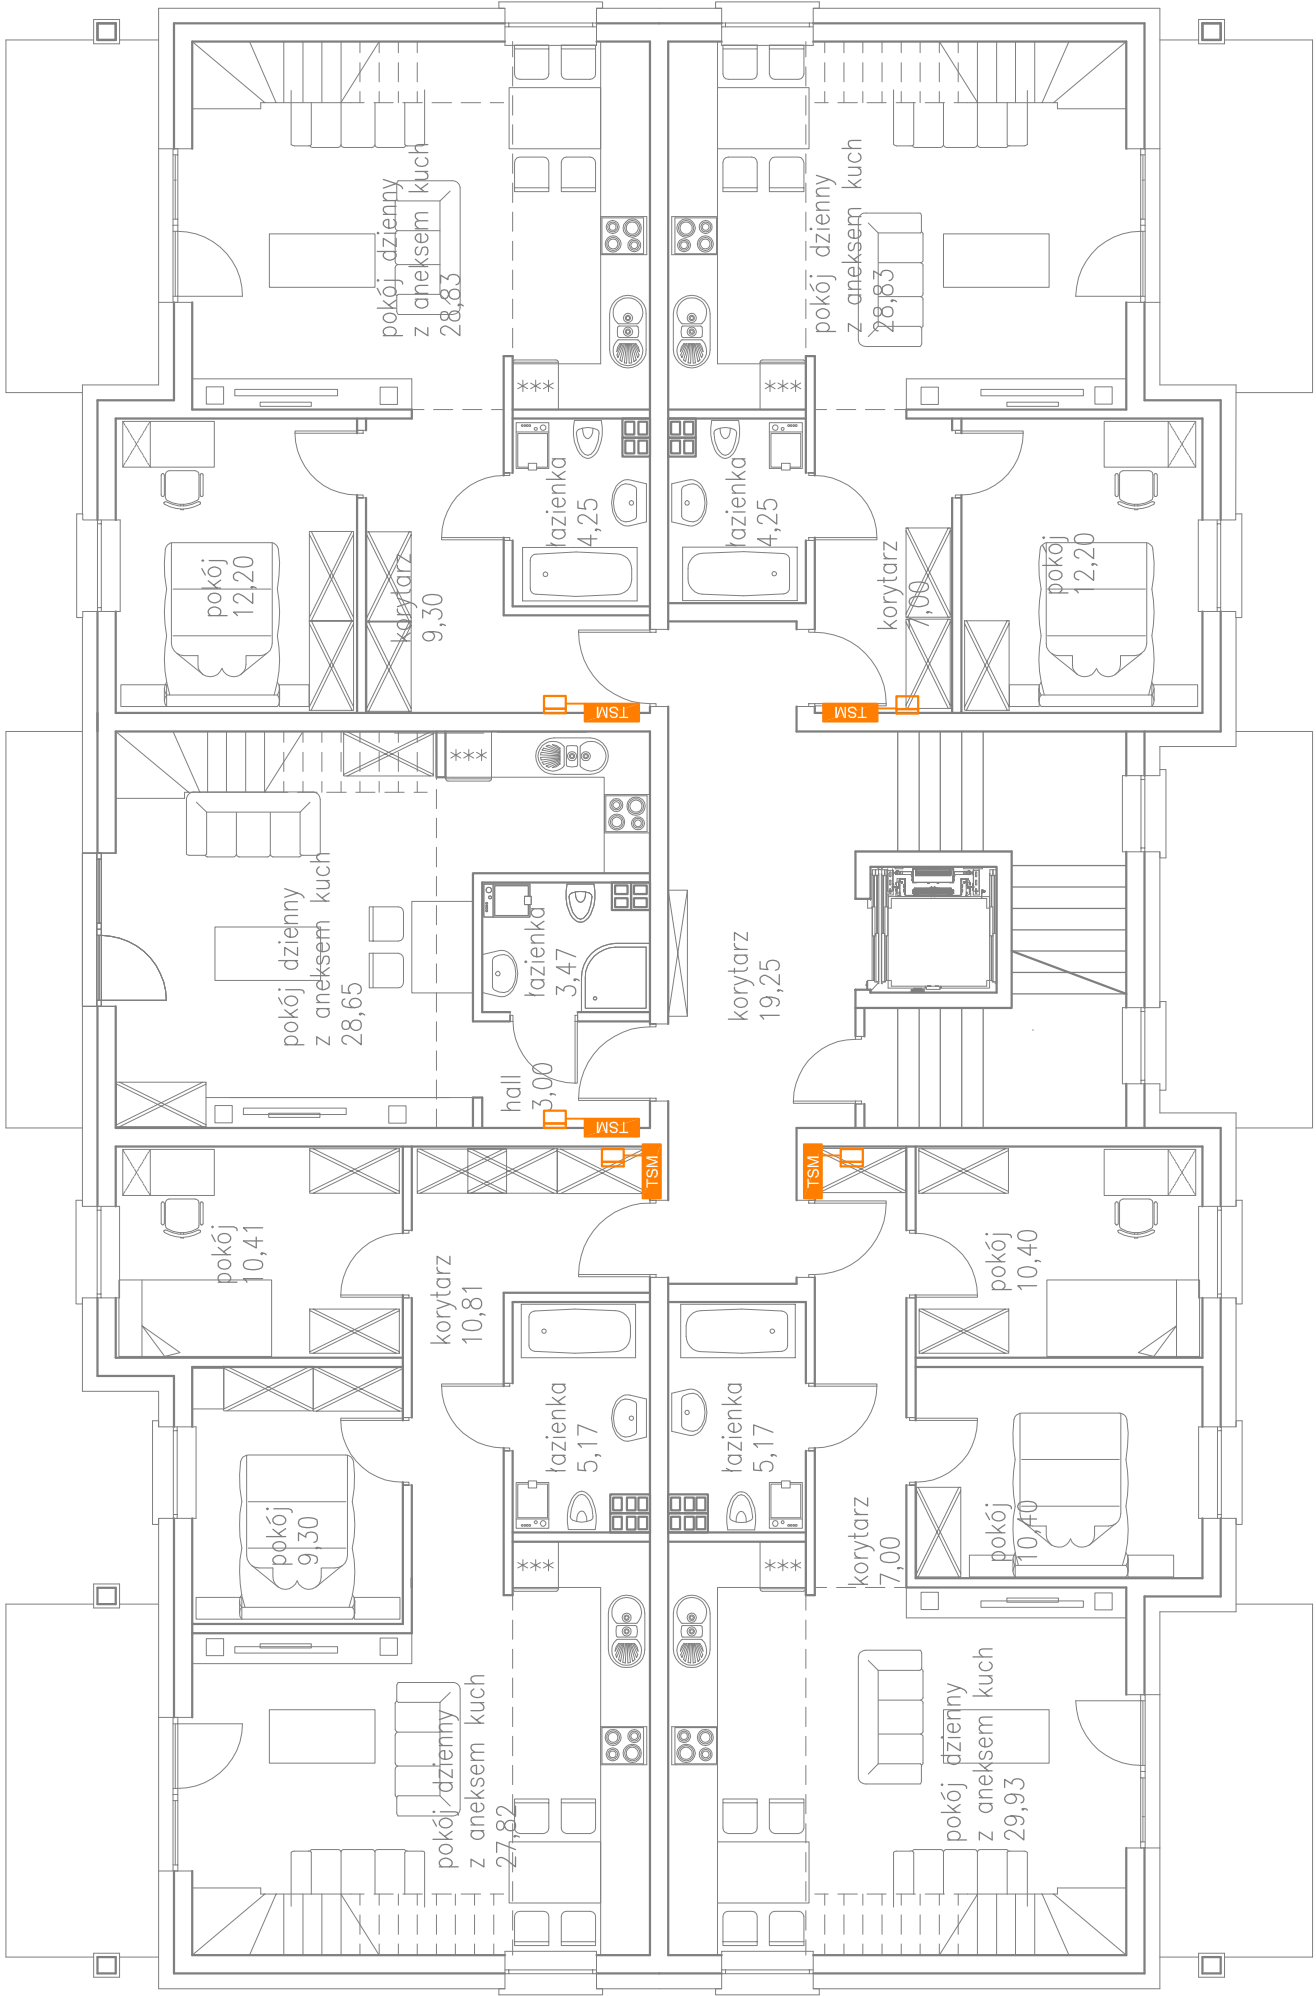 pokój dzienny
z aneksem kuch
28,83
pokój dzienny
z aneksem kuch
28,83
***
***
łazienka
4,25
łazienka
4,25
pokój
12,20
korytarz
9,30
korytarz
7,00
pokój
12,20
TSM
TSM
***
pokój dzienny
z aneksem kuch
28,65
łazienka
3,47
korytarz
19,25
hall
3,00
TSM
TSM
TSM
pokój
10,41
korytarz
10,81
pokój
10,40
łazienka
5,17
łazienka
5,17
pokój
9,30
korytarz
7,00
pokój
10,40
***
***
pokój dzienny
z aneksem kuch
27,82
pokój dzienny
z aneksem kuch
29,93